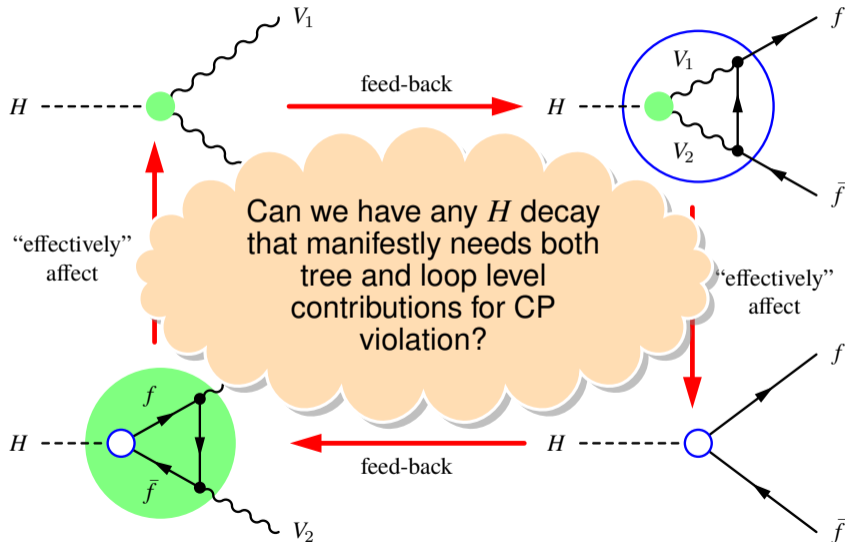 V₁
H
feed-back
H
V₁
V₂
f
f̄
"effectively"
affect
Can we have any H decay
that manifestly needs both
tree and loop level
contributions for CP
violation?
"effectively"
affect
H
f
f̄
V₂
feed-back
H
f
f̄